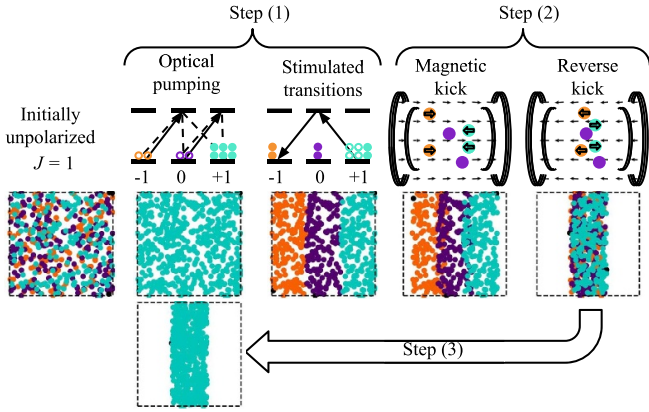 Step (1)
Step (2)
Optical
pumping
Stimulated
transitions
Magnetic
kick
Reverse
kick
Initially
unpolarized
J = 1
-1 0 +1
-1 0 +1
Step (3)